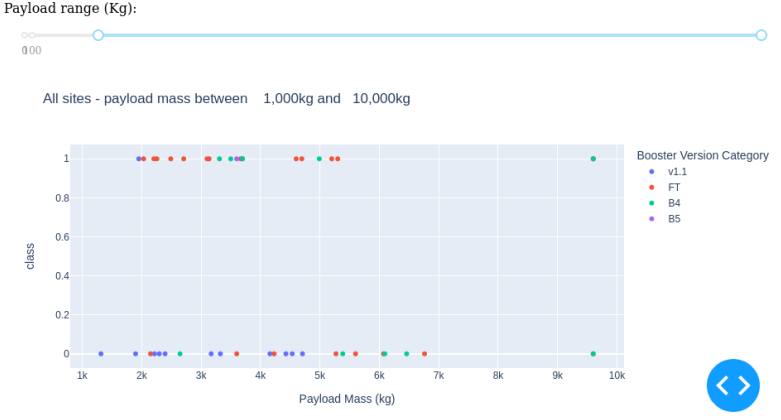 Payload range (Kg):
0 100
All sites - payload mass between 1,000kg and 10,000kg
Booster Version Category
v1.1
FT
B4
B5
class
1
0.8
0.6
0.4
0.2
0
1k 2k 3k 4k 5k 6k 7k 8k 9k 10k
Payload Mass (kg)